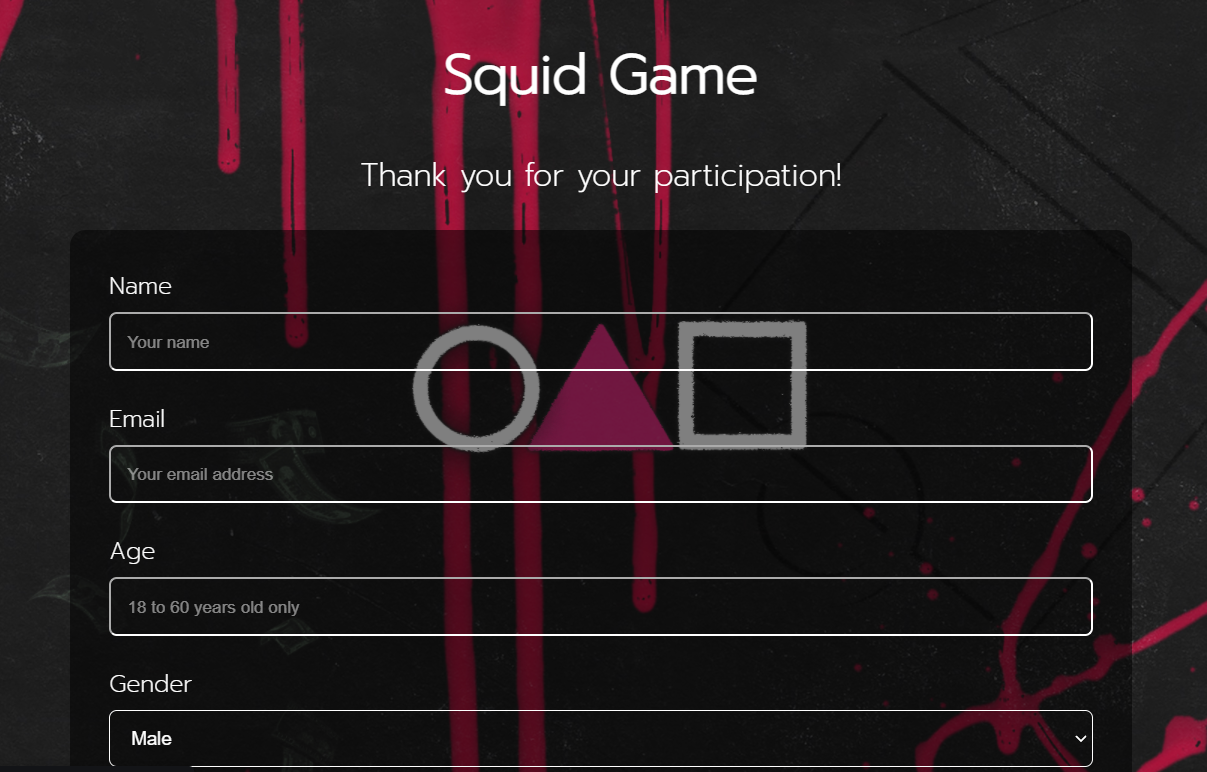 Squid Game
Thank you for your participation!
Name
Your name
Email
Your email address
Age
18 to 60 years old only
Gender
Male